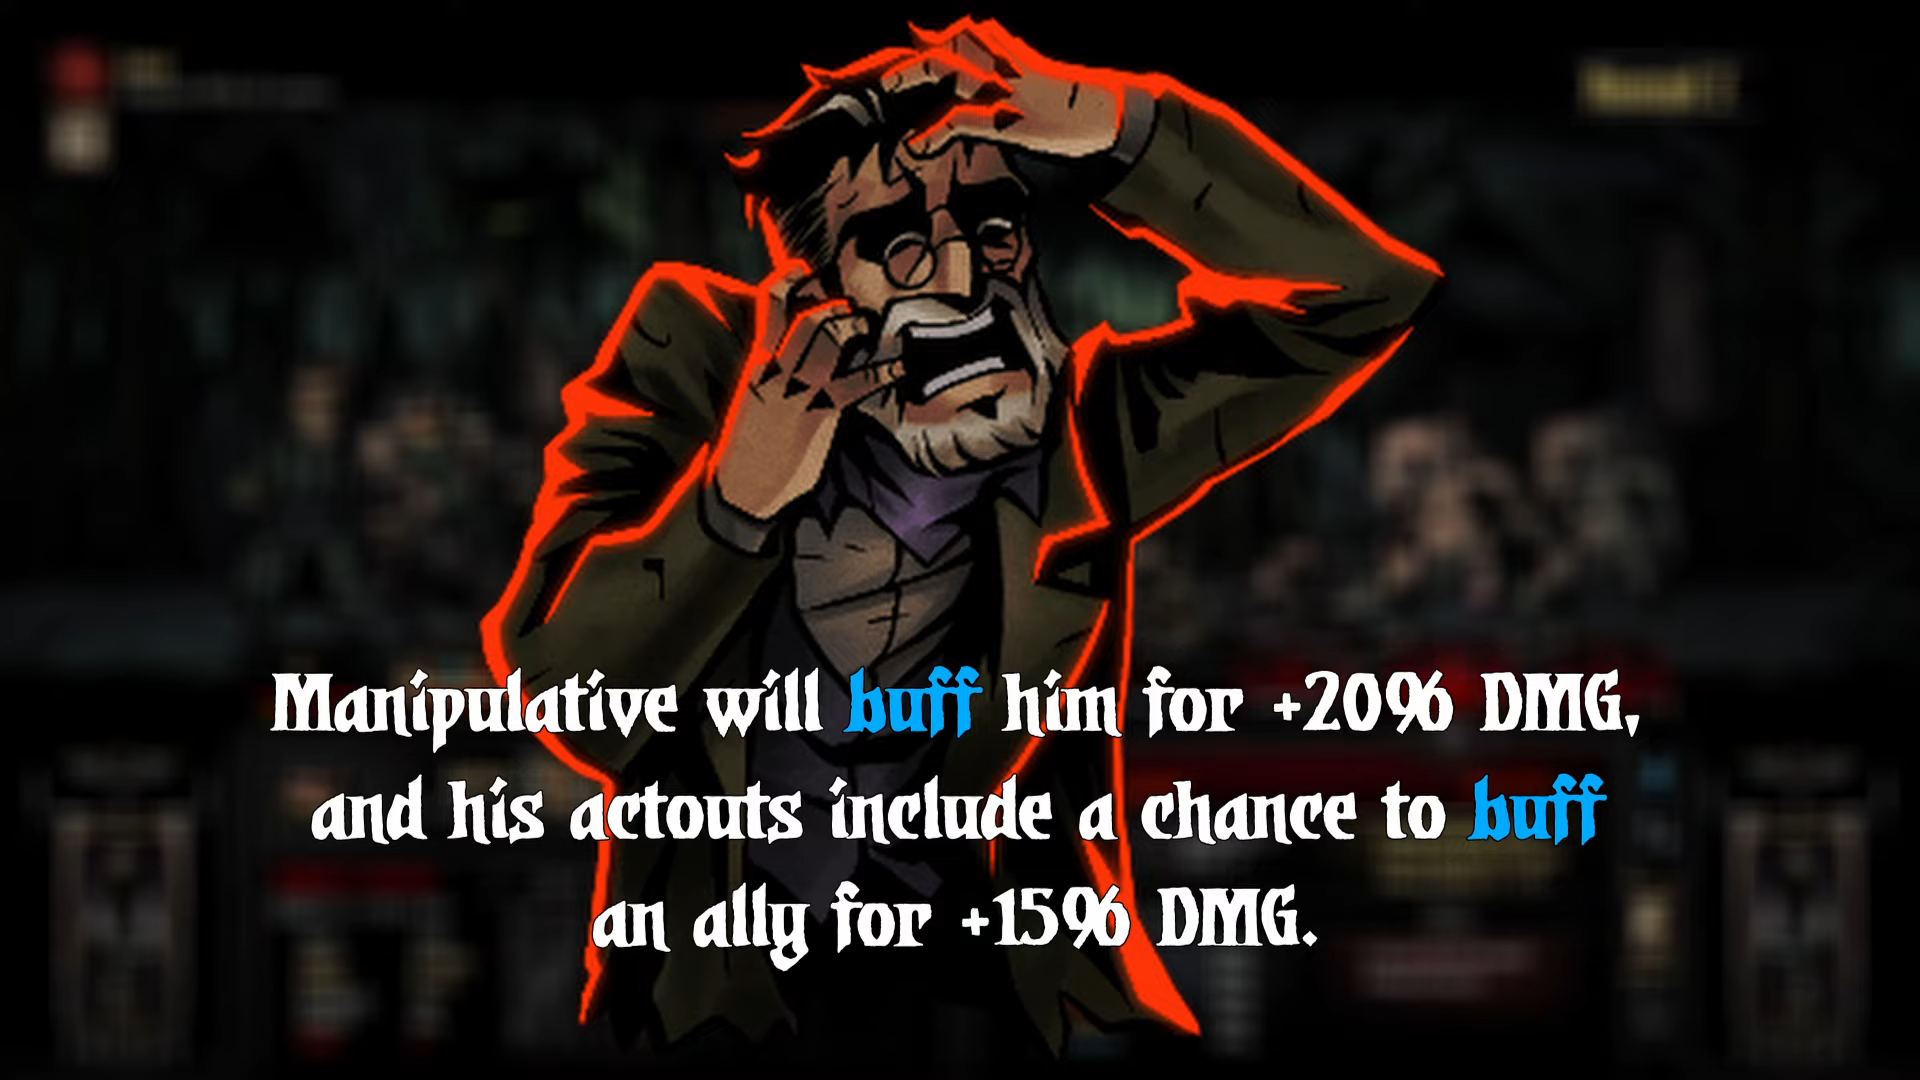 Manipulative will buff him for +20% DMG,
and his actouts include a chance to buff
an ally for +15% DMG.